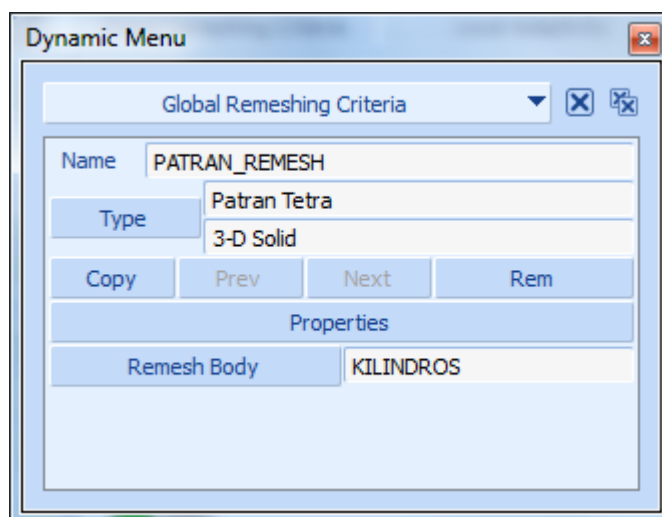 Dynamic Menu
Global Remeshing Criteria
Name PATRAN_REMESH
Type Patran Tetra
3-D Solid
Copy Prev Next Rem
Properties
Remesh Body KILINDROS